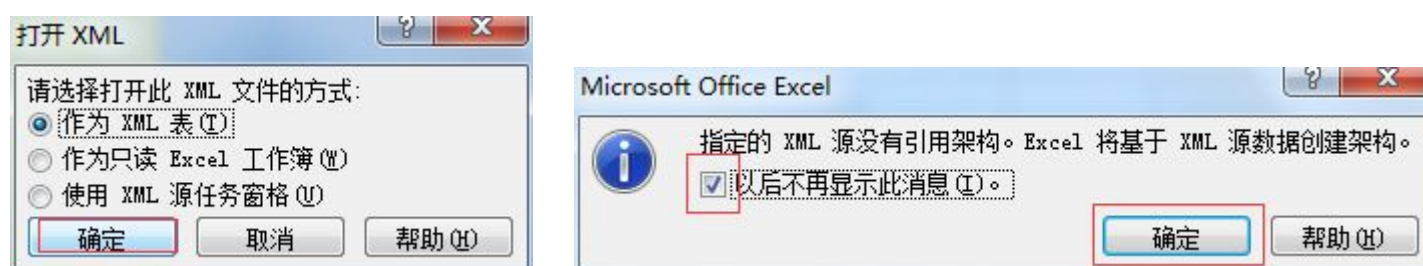 打开 XML
请选择打开此 XML 文件的方式:
作为 XML 表(T)
作为只读 Excel 工作簿(W)
使用 XML 源任务窗格(U)
确定 取消 帮助(H)
Microsoft Office Excel
指定的 XML 源没有引用架构。Excel 将基于 XML 源数据创建架构。
以后不再显示此消息(I)。
确定 帮助(H)